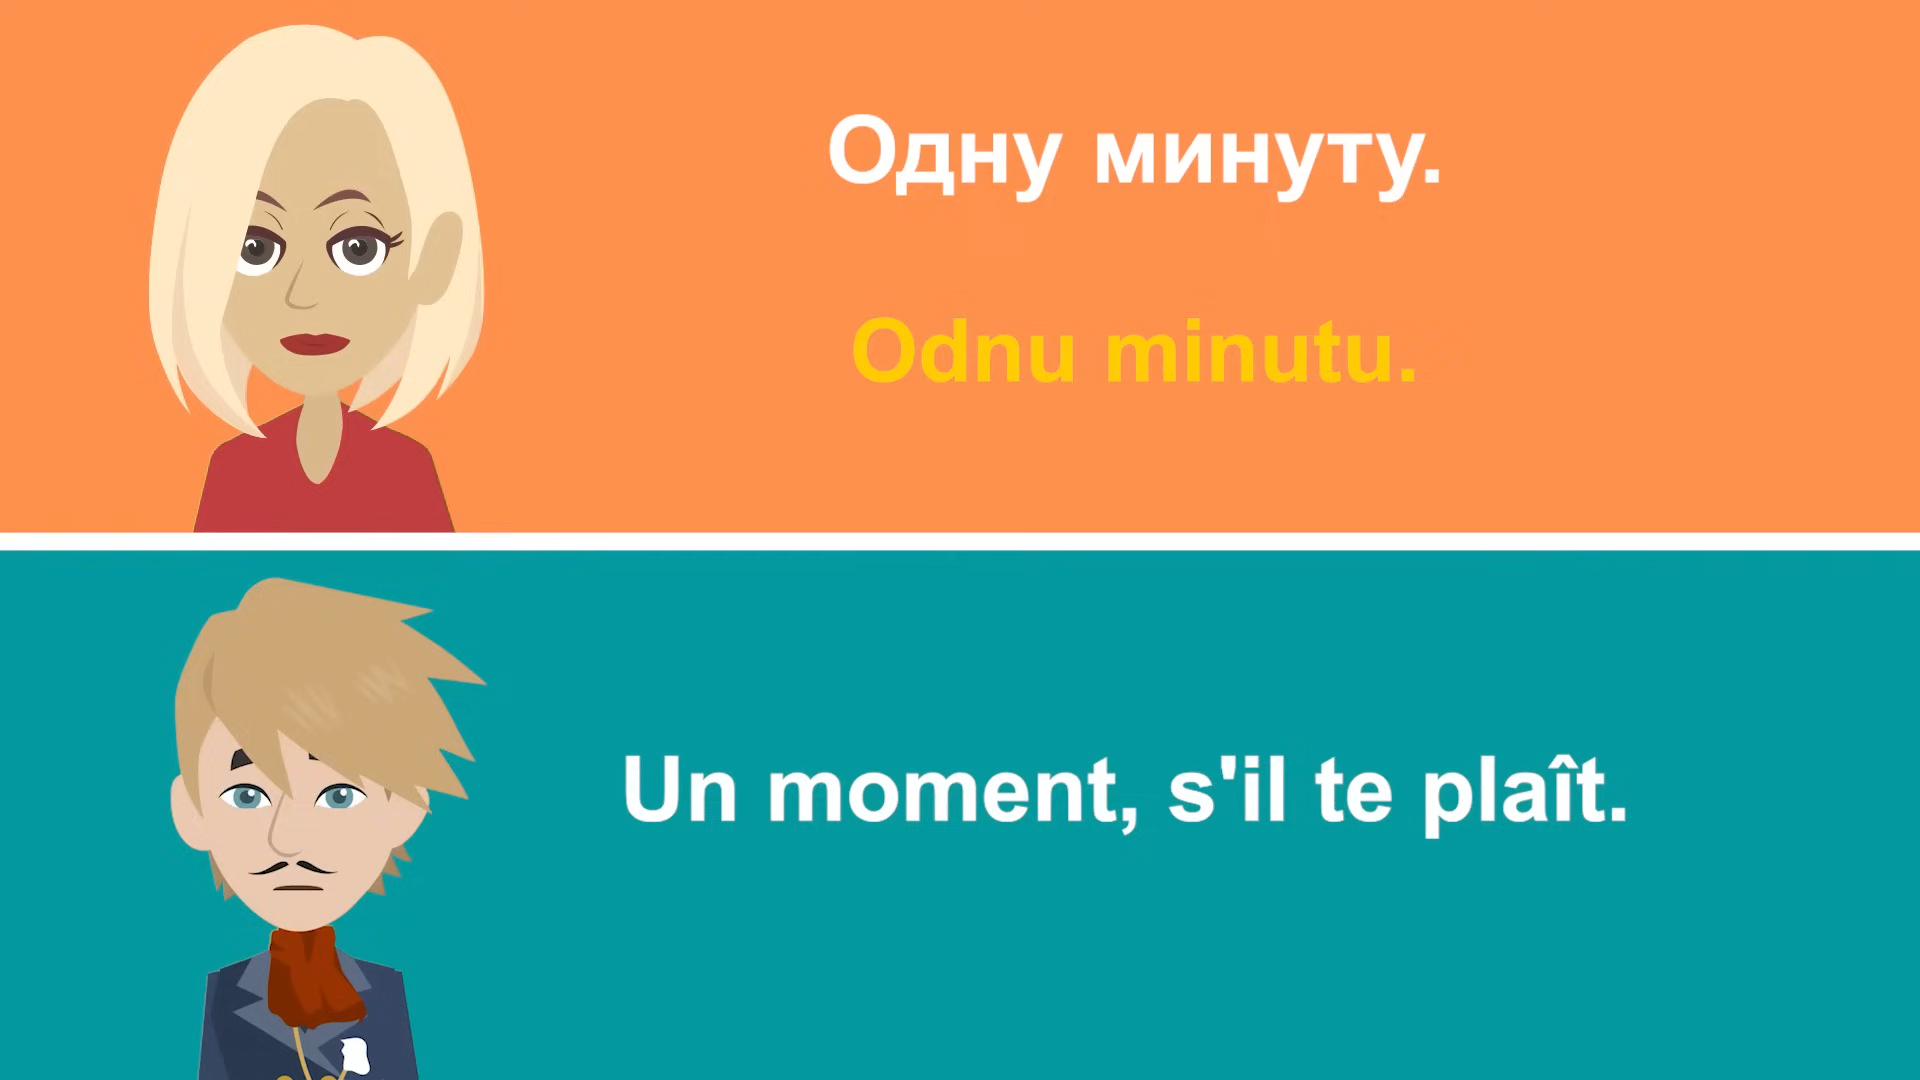 Одну минуту.
Odnu minutu.
Un moment, s'il te plaît.